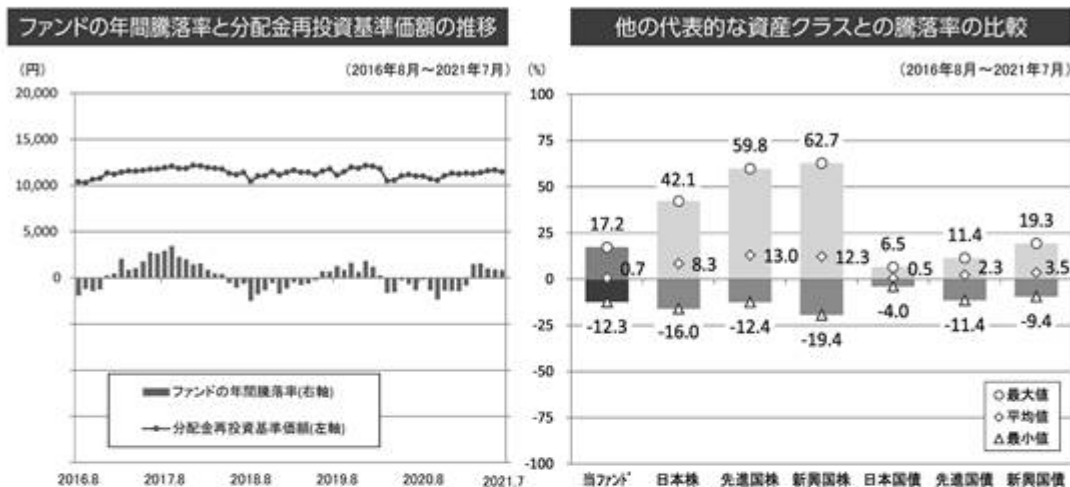 ファンドの年間騰落率と分配金再投資基準価額の推移
(円)
(2016年8月～2021年7月)
20,000
15,000
10,000
5,000
0
ファンドの年間騰落率(右軸)
分配金再投資基準価額(左軸)
2016.8
2017.8
2018.8
2019.8
2020.8
2021.7
他の代表的な資産クラスとの騰落率の比較
(%)
(2016年8月～2021年7月)
100
75
50
25
0
-25
-50
-75
-100
17.2
0.7
-12.3
42.1
8.3
-16.0
59.8
13.0
-12.4
62.7
12.3
-19.4
6.5
0.5
-4.0
11.4
2.3
-11.4
19.3
3.5
-9.4
最大値
平均値
最小値
当ファンド
日本株
先進国株
新興国株
日本国債
先進国債
新興国債